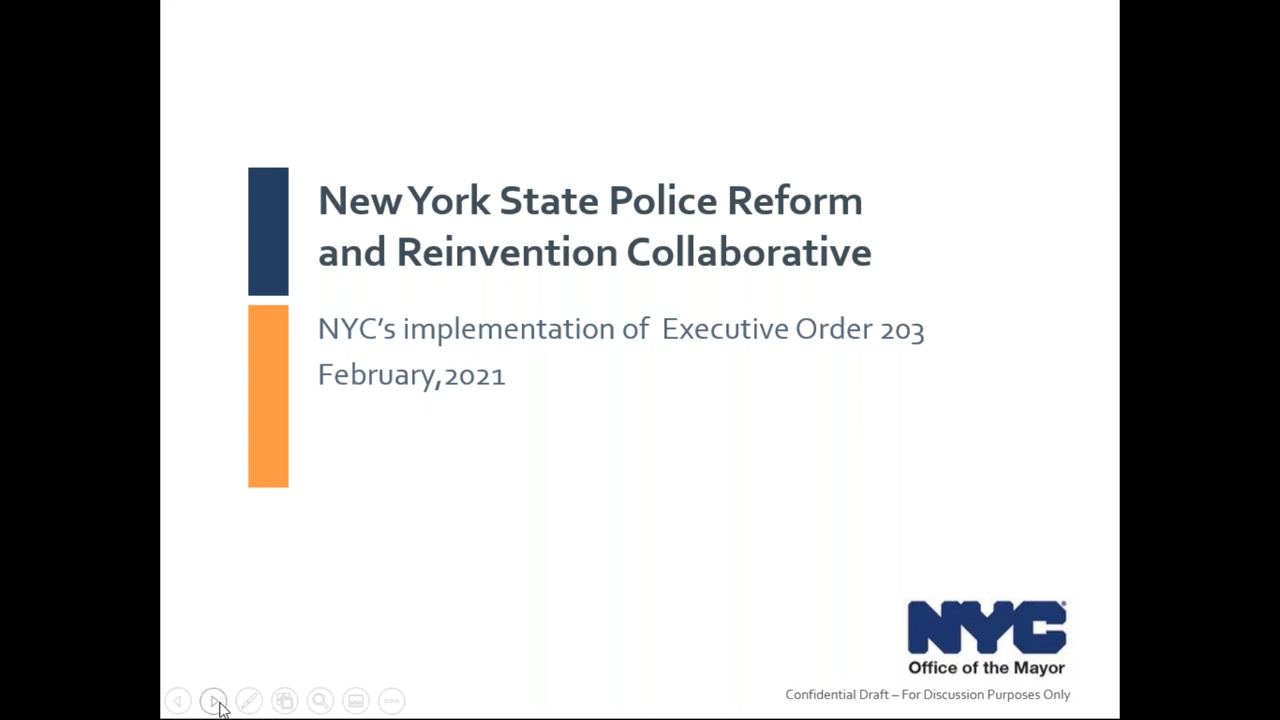 New York State Police Reform
and Reinvention Collaborative
NYC's implementation of Executive Order 203
February,2021
NYC®
Office of the Mayor
Confidential Draft – For Discussion Purposes Only